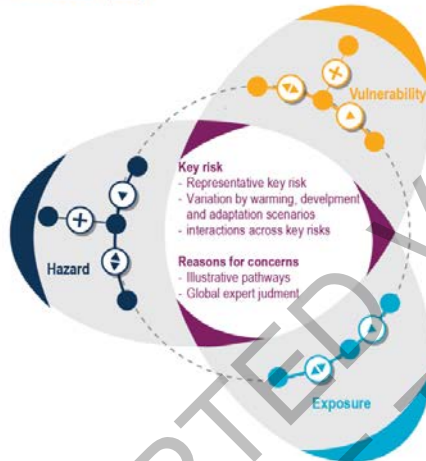 Vulnerability
Key risk
- Representative key risk
- Variation by warming, develpment
and adaptation scenarios
- interactions across key risks
Reasons for concerns
- Illustrative pathways
- Global expert judgment
Hazard
Exposure